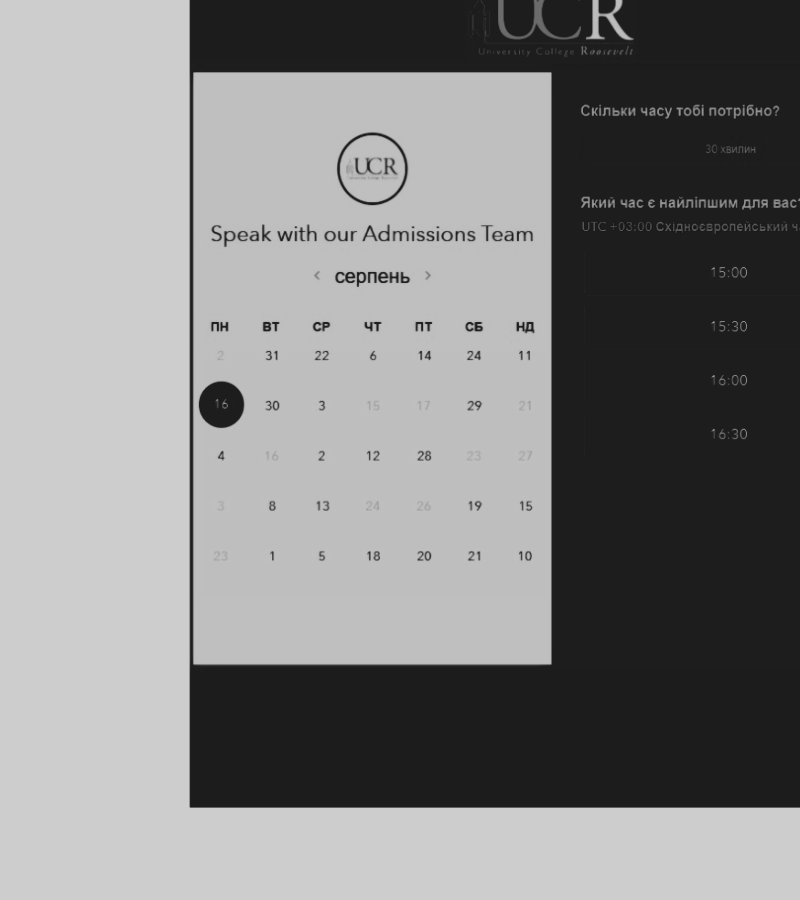 UCR
University College Roosevelt
UCR
Speak with our Admissions Team
‹ серпень ›
ПН ВТ СР ЧТ ПТ СБ НД
2 31 22 6 14 24 11
16 30 3 15 17 29 21
4 16 2 12 28 23 27
3 8 13 24 26 19 15
23 1 5 18 20 21 10
Скільки часу тобі потрібно?
30 хвилин
Який час є найліпшим для вас?
UTC +03:00 Східноєвропейський ч
15:00
15:30
16:00
16:30